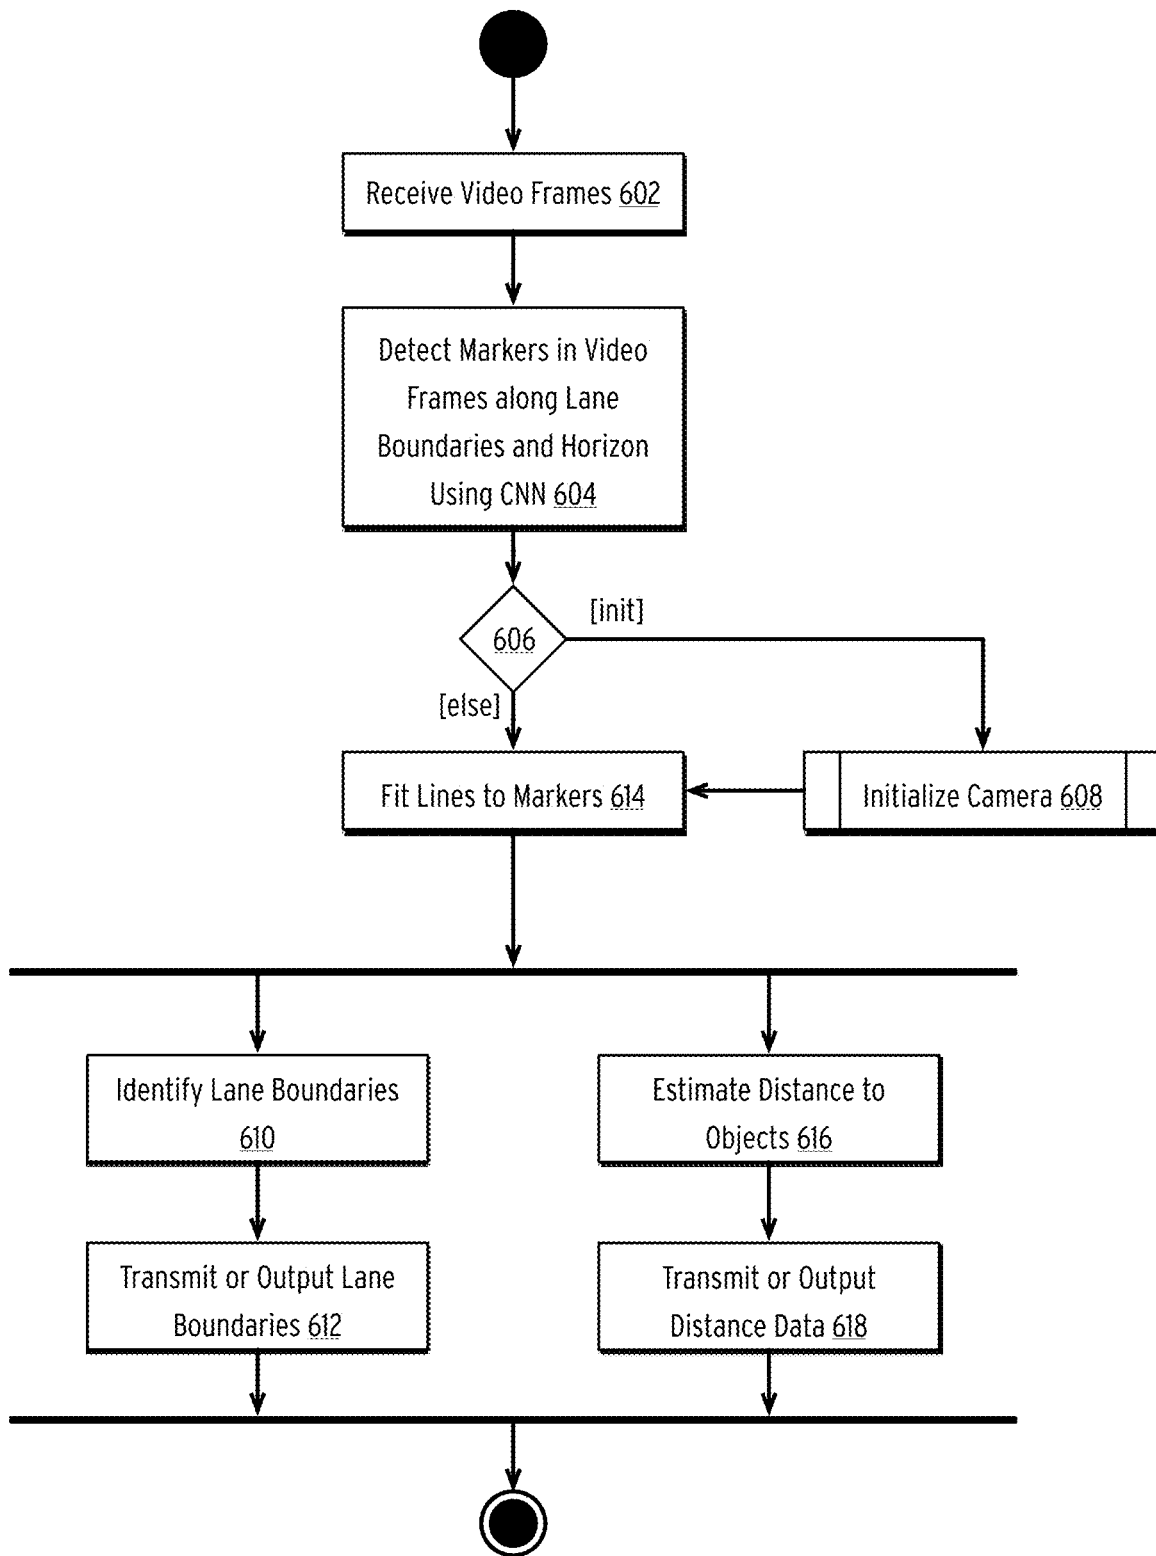 Receive Video Frames 602
Detect Markers in Video
Frames along Lane
Boundaries and Horizon
Using CNN 604
606
[init]
[else]
Fit Lines to Markers 614
Initialize Camera 608
Identify Lane Boundaries
610
Estimate Distance to
Objects 616
Transmit or Output Lane
Boundaries 612
Transmit or Output
Distance Data 618